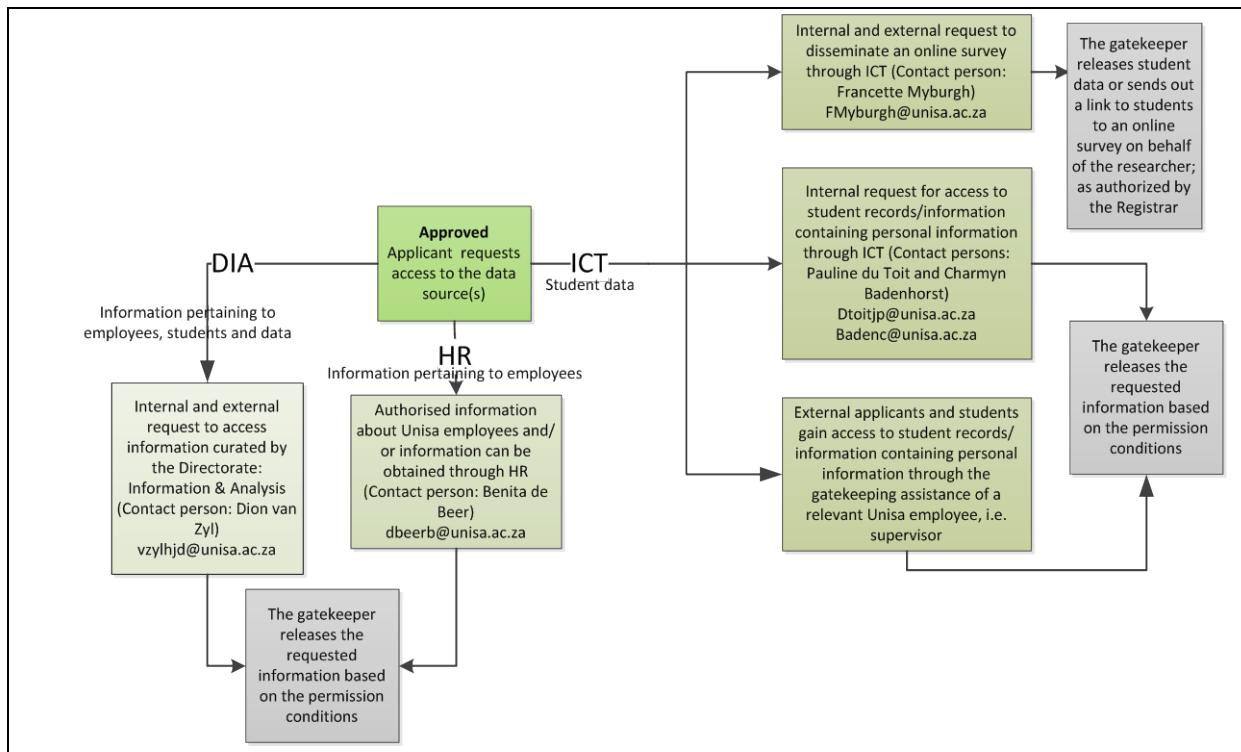 Internal and external request to
disseminate an online survey
through ICT (Contact person:
Francette Myburgh)
FMyburgh@unisa.ac.za
The gatekeeper
releases student
data or sends out
a link to students
to an online
survey on behalf
of the researcher;
as authorized by
the Registrar
Internal request for access to
student records/information
containing personal information
through ICT (Contact persons:
Pauline du Toit and Charmyn
Badenhorst)
Dtoitjp@unisa.ac.za
Badenc@unisa.ac.za
Approved
Applicant requests
access to the data
source(s)
DIA
ICT
Student data
Information pertaining to
employees, students and data
HR
Information pertaining to employees
The gatekeeper
releases the
requested
information based
on the permission
conditions
Internal and external
request to access
information curated by
the Directorate:
Information & Analysis
(Contact person: Dion van
Zyl)
vzylhjd@unisa.ac.za
Authorised information
about Unisa employees and/
or information can be
obtained through HR
(Contact person: Benita de
Beer)
dbeerb@unisa.ac.za
External applicants and students
gain access to student records/
information containing personal
information through the
gatekeeping assistance of a
relevant Unisa employee, i.e.
supervisor
The gatekeeper
releases the
requested
information based
on the permission
conditions